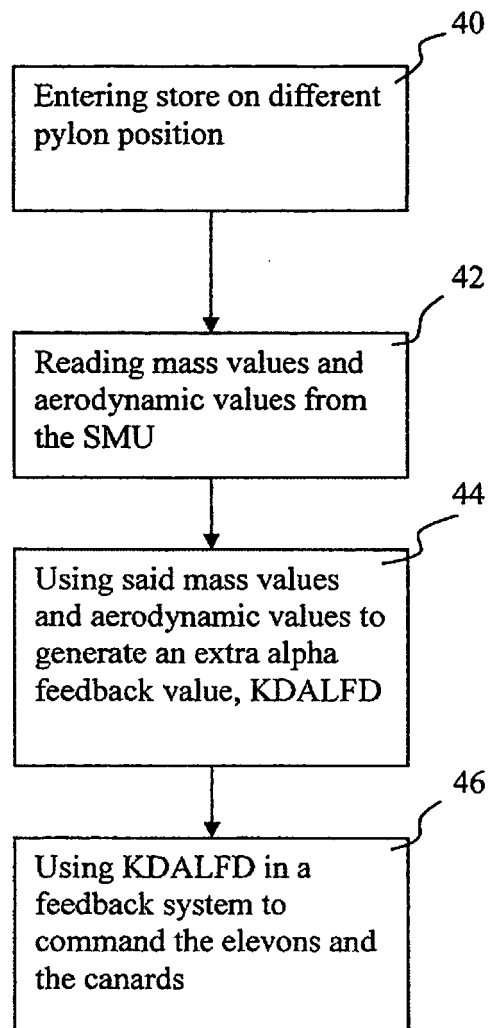 40
Entering store on different
pylon position
42
Reading mass values and
aerodynamic values from
the SMU
44
Using said mass values
and aerodynamic values to
generate an extra alpha
feedback value, KDALFD
46
Using KDALFD in a
feedback system to
command the elevons and
the canards